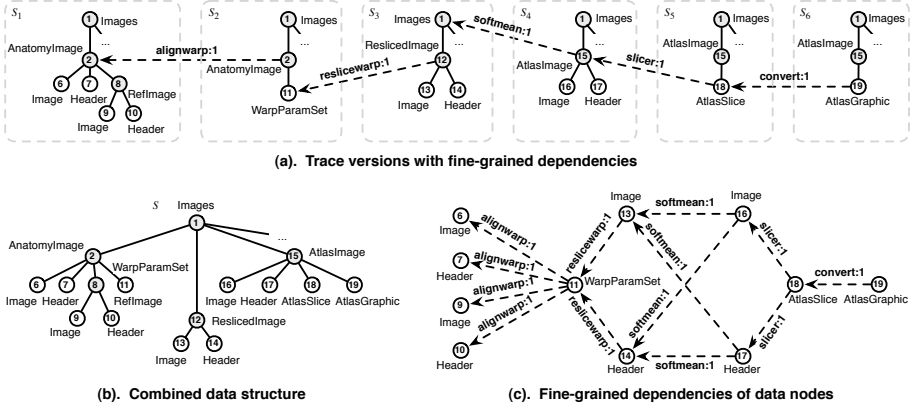 S1
1 Images
...
AnatomyImage
2
6 7 8 RefImage
Image Header
9 10
Image Header
alignwarp:1
S2
1 Images
...
AnatomyImage 2
11
WarpParamSet
reslicewarp:1
S3
Images 1
...
ReslicedImage
12
13 14
Image Header
softmean:1
S4
1 Images
...
AtlasImage 15
16 17
Image Header
slicer:1
S5
1 Images
...
AtlasImage
15
18
AtlasSlice
convert:1
S6
1 Images
...
AtlasImage
15
19
AtlasGraphic
(a). Trace versions with fine-grained dependencies
S Images
1
...
AnatomyImage
2
WarpParamSet
6 7 8 11
Image Header RefImage
9 10
Image Header
12 ReslicedImage
13 14
Image Header
15 AtlasImage
16 17 18 19
Image Header AtlasSlice AtlasGraphic
(b). Combined data structure
6
Image
7
Header
9
Image
10
Header
alignwarp:1
alignwarp:1
alignwarp:1
alignwarp:1
11 WarpParamSet
reslicewarp:1
reslicewarp:1
Image
13
14
Header
softmean:1
softmean:1
softmean:1
softmean:1
Image
16
17
Header
slicer:1
slicer:1
18
AtlasSlice
convert:1
19
AtlasGraphic
(c). Fine-grained dependencies of data nodes